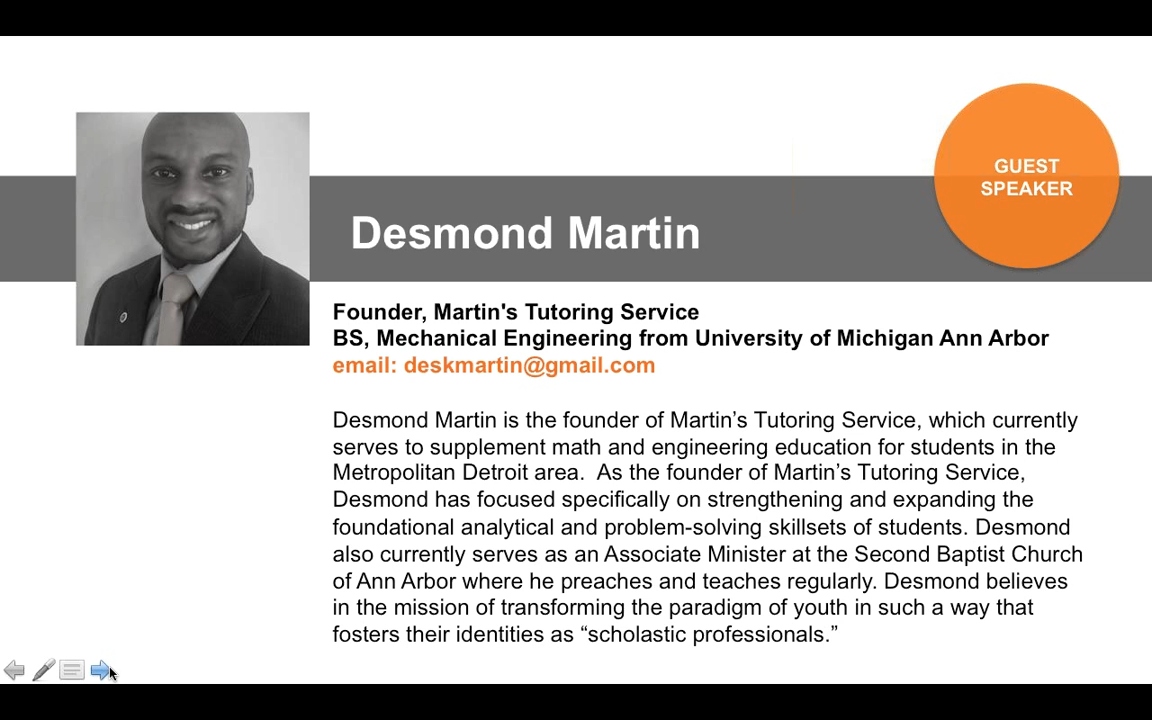 GUEST
SPEAKER
Desmond Martin
Founder, Martin's Tutoring Service
BS, Mechanical Engineering from University of Michigan Ann Arbor
email: deskmartin@gmail.com
Desmond Martin is the founder of Martin’s Tutoring Service, which currently
serves to supplement math and engineering education for students in the
Metropolitan Detroit area.  As the founder of Martin’s Tutoring Service,
Desmond has focused specifically on strengthening and expanding the
foundational analytical and problem-solving skillsets of students. Desmond
also currently serves as an Associate Minister at the Second Baptist Church
of Ann Arbor where he preaches and teaches regularly. Desmond believes
in the mission of transforming the paradigm of youth in such a way that
fosters their identities as “scholastic professionals.”